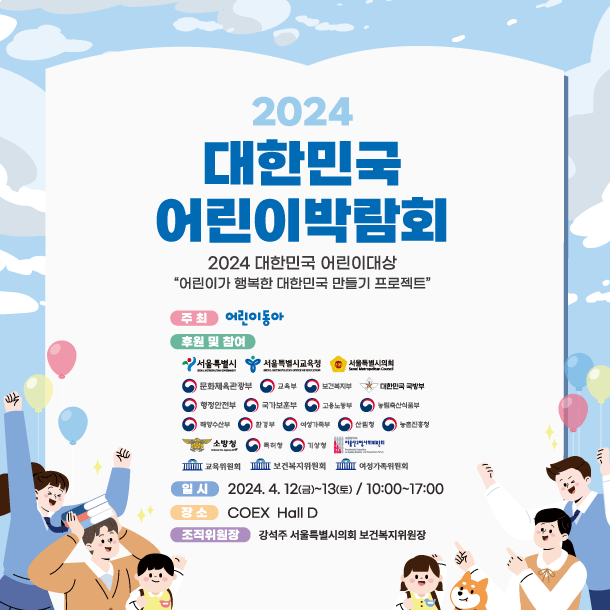 2024
대한민국
어린이박람회
2024 대한민국 어린이대상
“어린이가 행복한 대한민국 만들기 프로젝트”
주 최 어린이동아
후원 및 참여
서울특별시 서울특별시교육청 서울특별시의회
Seoul Metropolitan Council
문화체육관광부 교육부 보건복지부 대한민국 국방부
행정안전부 국가보훈부 고용노동부 농림축산식품부
해양수산부 환경부 여성가족부 산림청 농촌진흥청
소방청 특허청 기상청
교육위원회 보건복지위원회 여성가족위원회
일 시 2024. 4. 12(금)~13(토) / 10:00~17:00
장 소 COEX Hall D
조직위원장 강석주 서울특별시의회 보건복지위원장